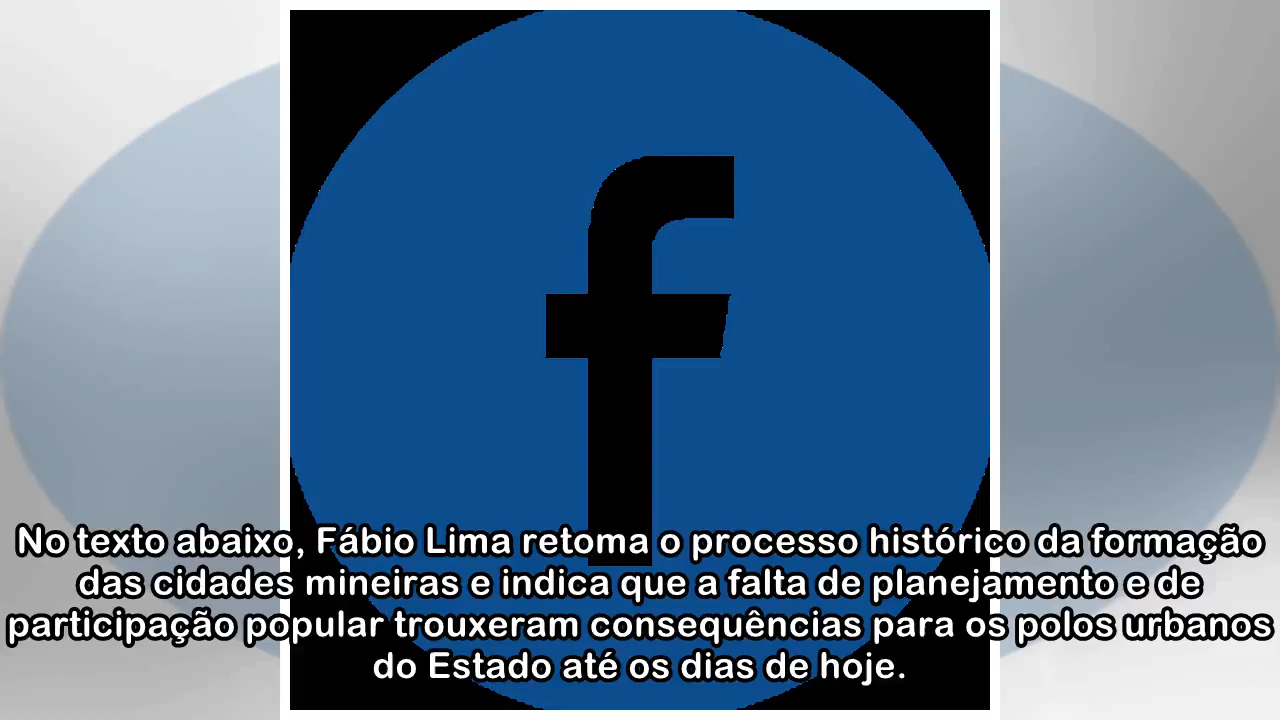 No texto abaixo, Fábio Lima retoma o processo histórico da formação
das cidades mineiras e indica que a falta de planejamento e de
participação popular trouxeram consequências para os polos urbanos
do Estado até os dias de hoje.